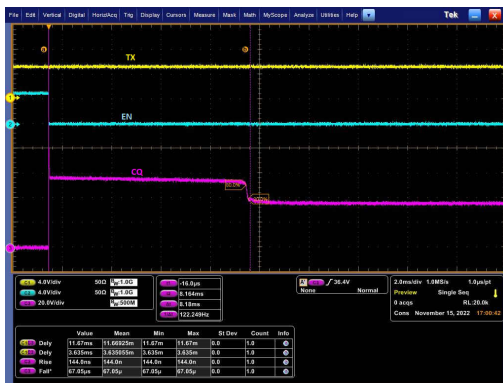 File Edit Vertical Digital Horiz/Acq Trig Display Cursors Measure Mask Math MyScope Analyze Utilities Help Tek
TX
EN
CQ
4.0V/div 50Ω BW:1.0G
4.0V/div 50Ω BW:1.0G
20.0V/div BW:500M
-16.0µs
8.164ms
8.18ms
122.249Hz
36.4V
None Normal
2.0ms/div 1.0MS/s 1.0µs/pt
Preview Single Seq
0 acqs RL:20.0k
Cons November 15, 2022 17:00:42
Value Mean Min Max St Dev Count Info
Dely 11.67ms 11.66925m 11.67m 11.67m 0.0 1.0
Dely 3.635ms 3.635055m 3.635m 3.635m 0.0 1.0
Rise 144.0ns 144.0n 144.0n 144.0n 0.0 1.0
Fall* 67.05µs 67.05µ 67.05µ 67.05µ 0.0 1.0